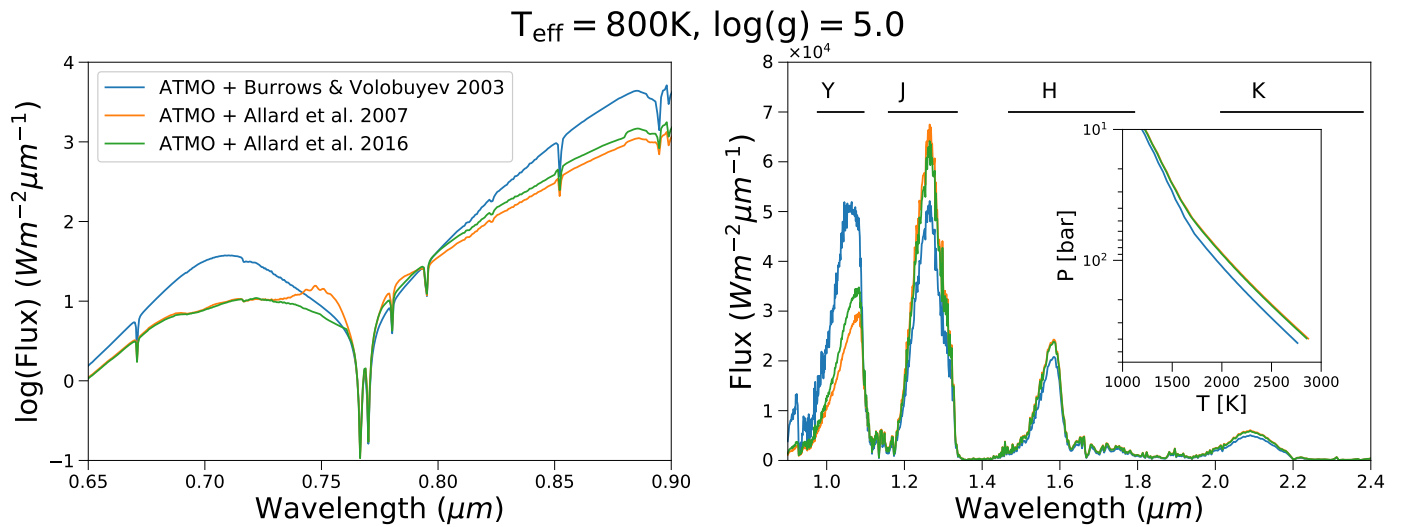 T_eff = 800K, log(g) = 5.0
4
3
2
1
0
−1
log(Flux) (Wm⁻²μm⁻¹)
ATMO + Burrows & Volobuyev 2003
ATMO + Allard et al. 2007
ATMO + Allard et al. 2016
0.65 0.70 0.75 0.80 0.85 0.90
Wavelength (μm)
×10⁴
8
7
6
5
4
3
2
1
0
Flux (Wm⁻²μm⁻¹)
Y J H K
10¹
10²
P [bar]
1000 1500 2000 2500 3000
T [K]
1.0 1.2 1.4 1.6 1.8 2.0 2.2 2.4
Wavelength (μm)